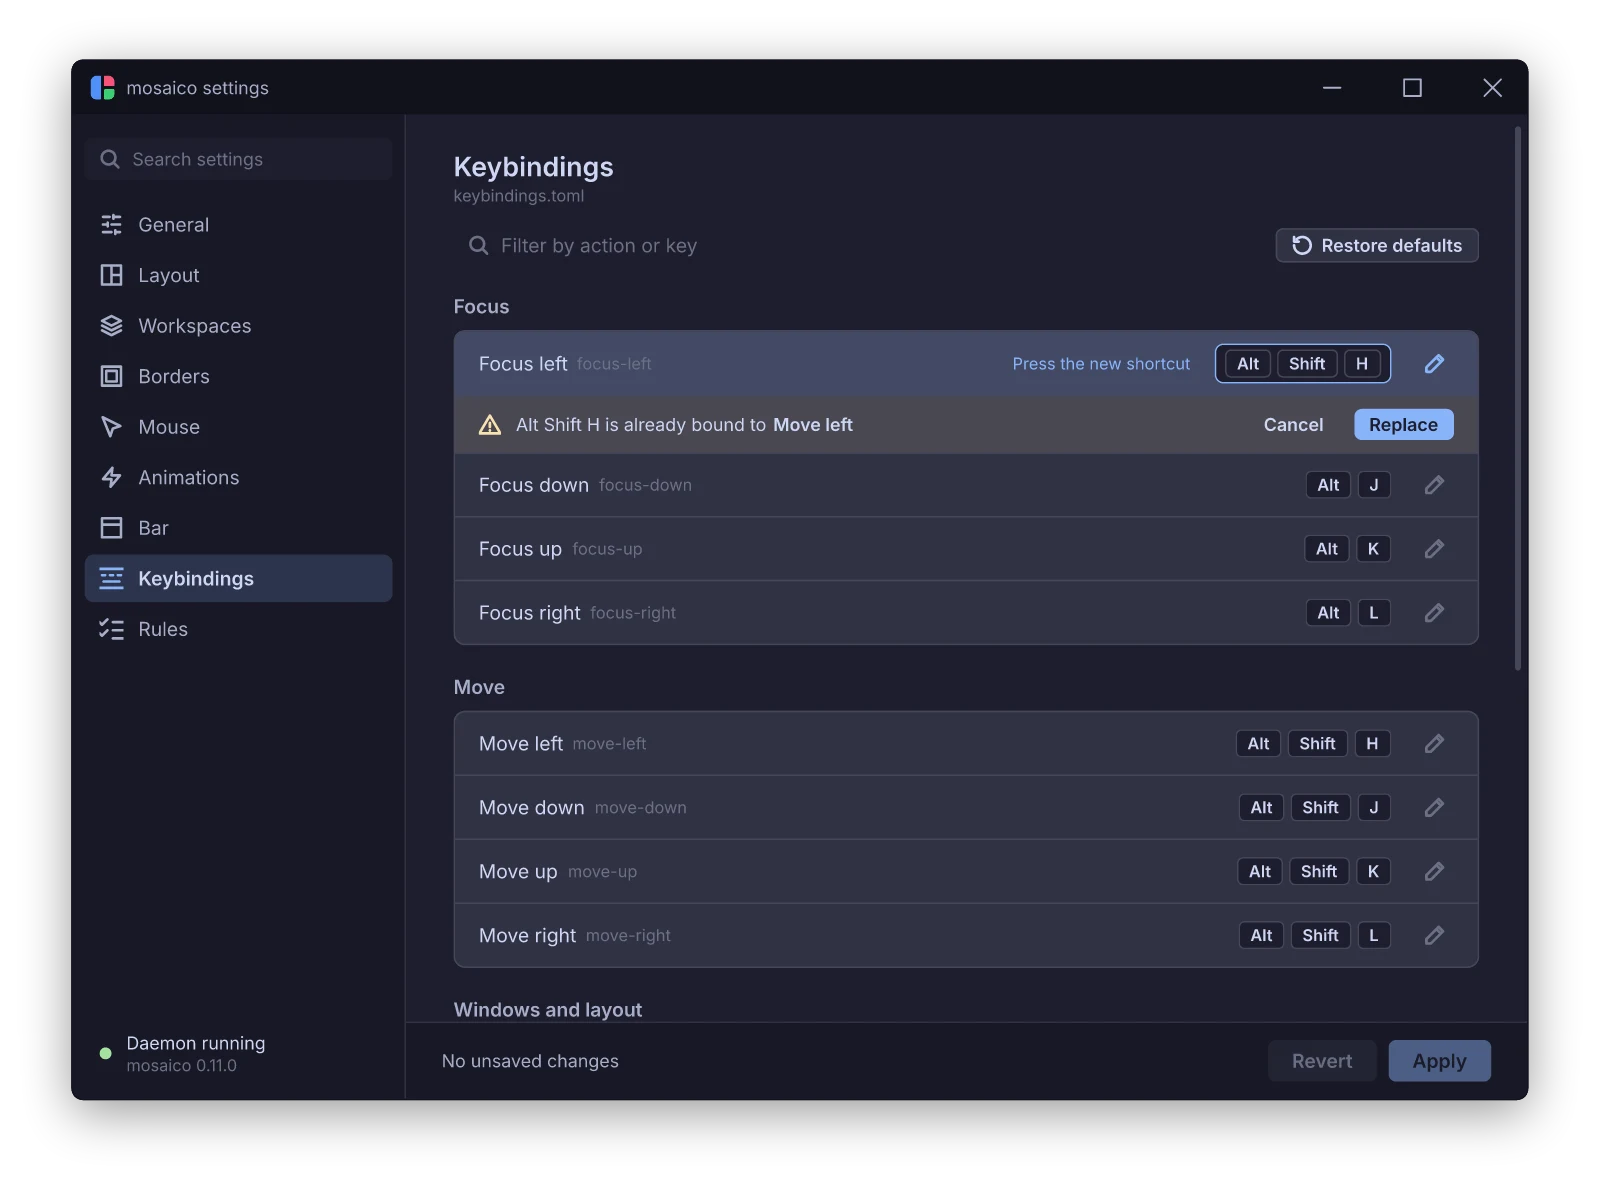 mosaico settings
Search settings
General
Layout
Workspaces
Borders
Mouse
Animations
Bar
Keybindings
Rules
Daemon running
mosaico 0.11.0
Keybindings
keybindings.toml
Filter by action or key
Restore defaults
Focus
Focus left focus-left Press the new shortcut Alt Shift H
Alt Shift H is already bound to Move left Cancel Replace
Focus down focus-down Alt J
Focus up focus-up Alt K
Focus right focus-right Alt L
Move
Move left move-left Alt Shift H
Move down move-down Alt Shift J
Move up move-up Alt Shift K
Move right move-right Alt Shift L
Windows and layout
No unsaved changes Revert Apply